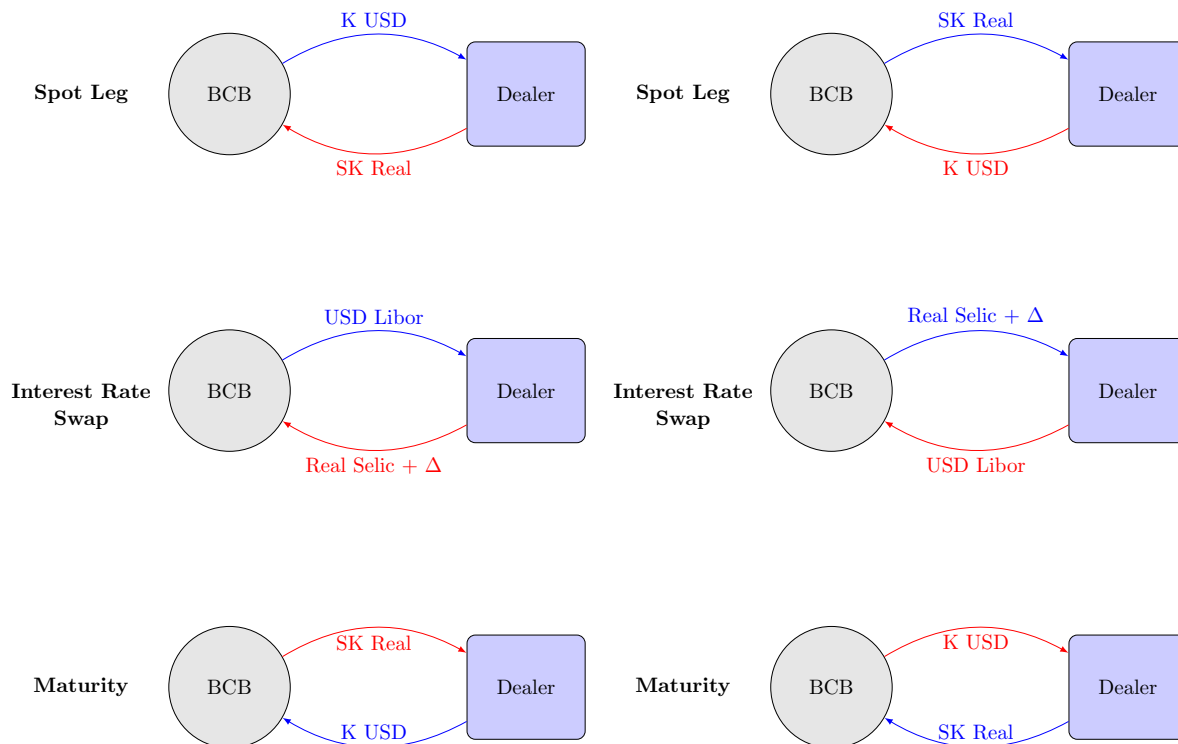 K USD
Spot Leg
BCB
Dealer
SK Real
SK Real
Spot Leg
BCB
Dealer
K USD
USD Libor
Interest Rate
Swap
BCB
Dealer
Real Selic + Δ
Real Selic + Δ
Interest Rate
Swap
BCB
Dealer
USD Libor
SK Real
Maturity
BCB
Dealer
K USD
K USD
Maturity
BCB
Dealer
SK Real